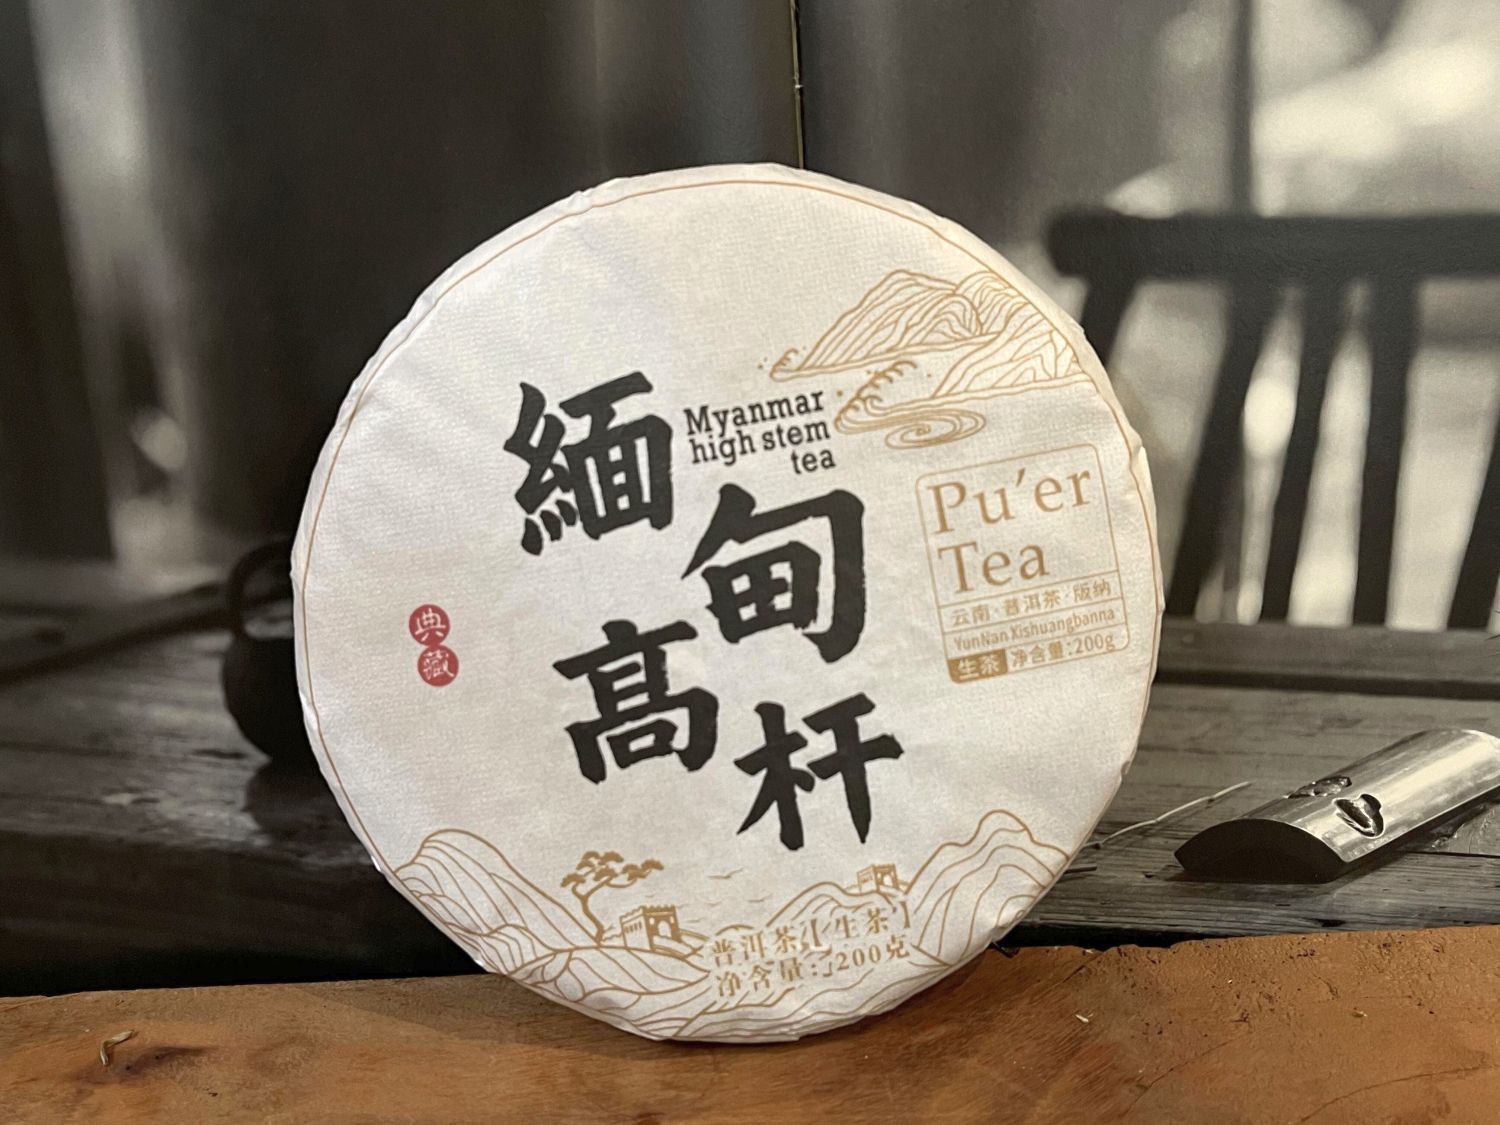 緬甸
高杆
Myanmar
high stem
tea
Pu'er
Tea
云南·普洱茶·版纳
YunNan Xishuangbanna
生茶 净含量:200g
典藏
普洱茶【生茶】
净含量:200克